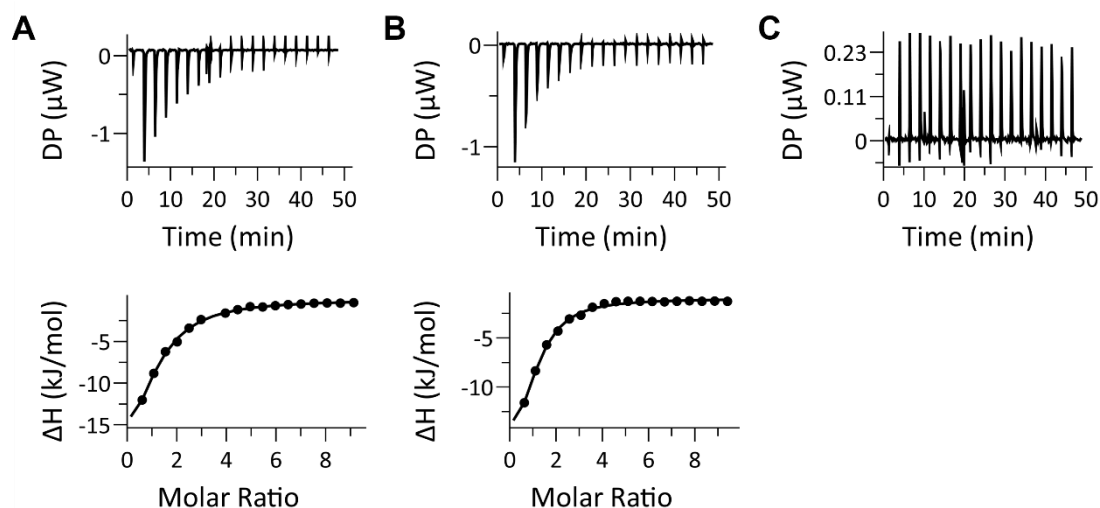 A
DP (µW)
0
-1
0 10 20 30 40 50
Time (min)
B
DP (µW)
0
-1
0 10 20 30 40 50
Time (min)
C
DP (µW)
0.23
0.11
0
0 10 20 30 40 50
Time (min)
ΔH (kJ/mol)
-5
-10
-15
0 2 4 6 8
Molar Ratio
ΔH (kJ/mol)
-5
-10
0 2 4 6 8
Molar Ratio